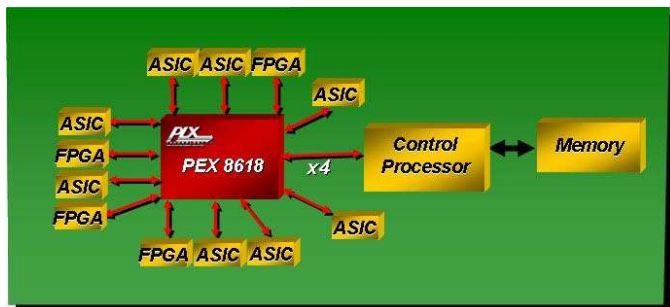 ASIC ASIC FPGA
ASIC
ASIC
FPGA
ASIC
FPGA
PLX
PEX 8618
x4
Control
Processor
Memory
ASIC
FPGA ASIC ASIC